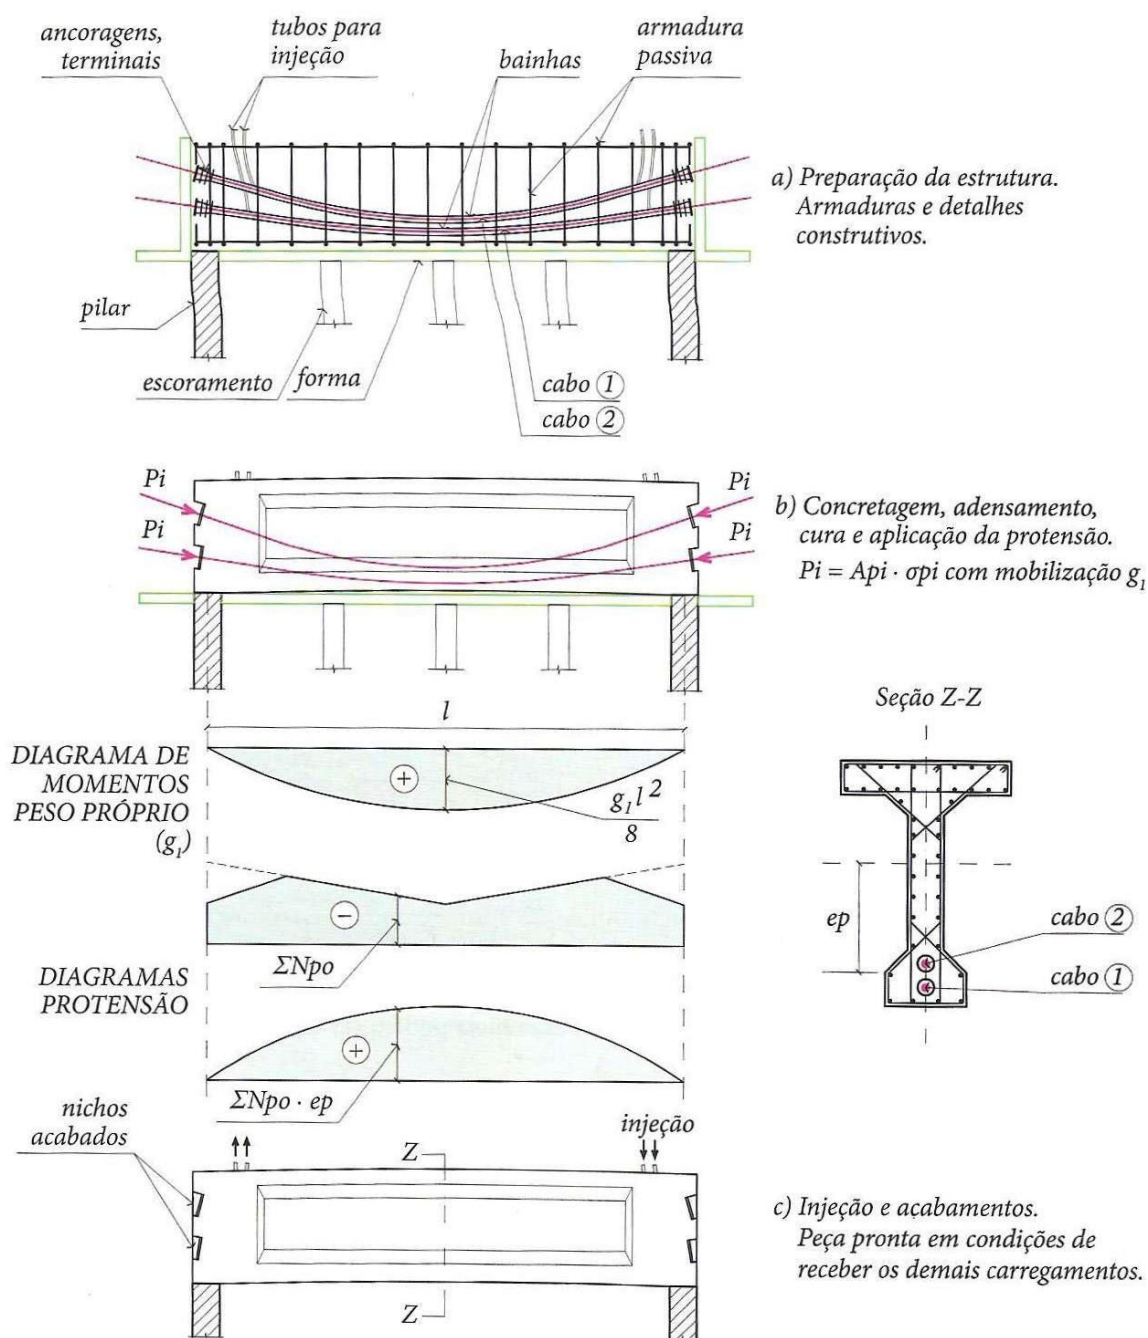 ancoragens,
terminais
tubos para
injeção
bainhas
armadura
passiva
a) Preparação da estrutura.
Armaduras e detalhes
construtivos.
pilar
escoramento
forma
cabo 1
cabo 2
Pi
Pi
Pi
Pi
b) Concretagem, adensamento,
cura e aplicação da protensão.
Pi = Api · σpi com mobilização g₁
l
Seção Z-Z
DIAGRAMA DE
MOMENTOS
PESO PRÓPRIO
(g₁)
+
g₁l²
8
−
ΣNpo
ep
cabo 2
cabo 1
DIAGRAMAS
PROTENSÃO
+
ΣNpo · ep
nichos
acabados
Z
injeção
c) Injeção e acabamentos.
Peça pronta em condições de
receber os demais carregamentos.
Z